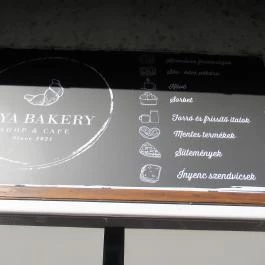 YA BAKERY
SHOP & CAFE
Since 2021
Sorbet
Forró és frissítő italok
Mentes termékek
Sütemények
Ínyenc szendvicsek